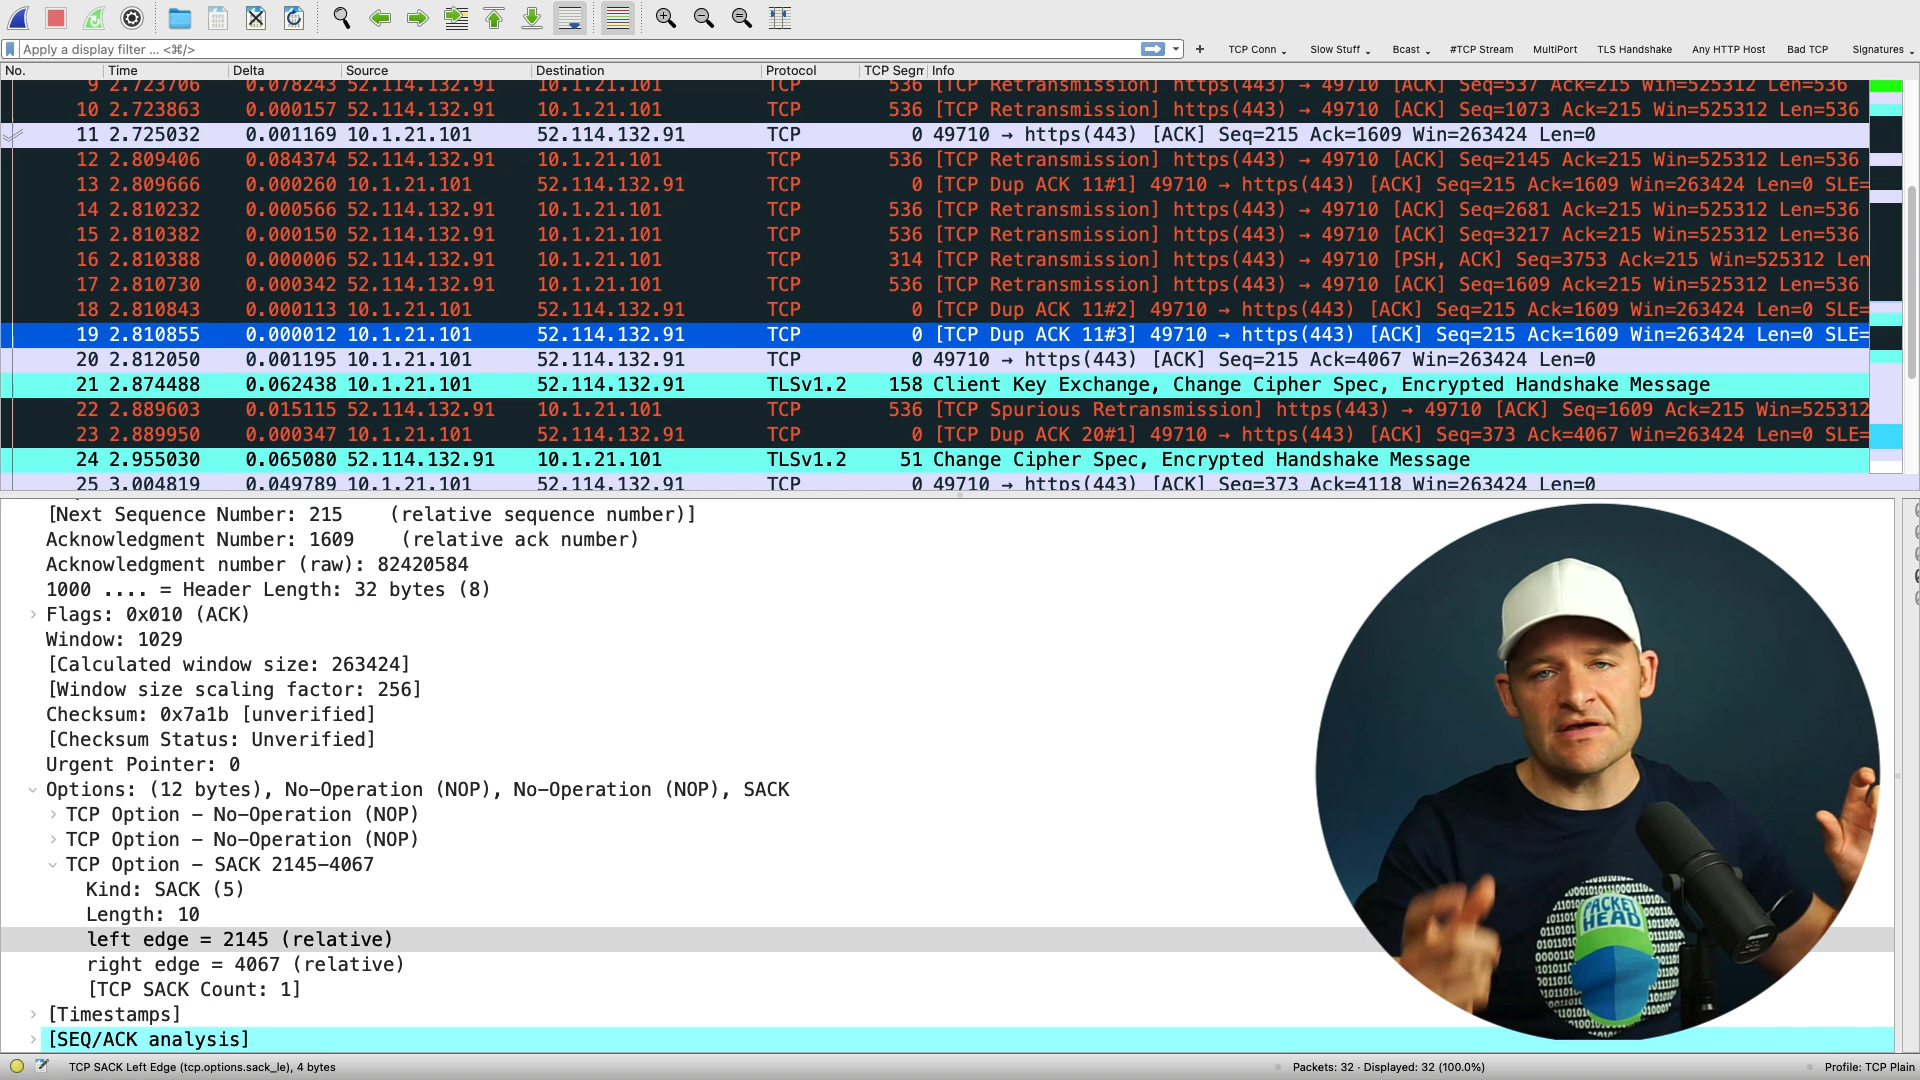 Apply a display filter ... <⌘/>
+ TCP Conn Slow Stuff Bcast #TCP Stream MultiPort TLS Handshake Any HTTP Host Bad TCP Signatures
No. Time Delta Source Destination Protocol TCP Segm Info
9 2.723706 0.078243 52.114.132.91 10.1.21.101 TCP 536 [TCP Retransmission] https(443) → 49710 [ACK] Seq=537 Ack=215 Win=525312 Len=536
10 2.723863 0.000157 52.114.132.91 10.1.21.101 TCP 536 [TCP Retransmission] https(443) → 49710 [ACK] Seq=1073 Ack=215 Win=525312 Len=536
11 2.725032 0.001169 10.1.21.101 52.114.132.91 TCP 0 49710 → https(443) [ACK] Seq=215 Ack=1609 Win=263424 Len=0
12 2.809406 0.084374 52.114.132.91 10.1.21.101 TCP 536 [TCP Retransmission] https(443) → 49710 [ACK] Seq=2145 Ack=215 Win=525312 Len=536
13 2.809666 0.000260 10.1.21.101 52.114.132.91 TCP 0 [TCP Dup ACK 11#1] 49710 → https(443) [ACK] Seq=215 Ack=1609 Win=263424 Len=0 SLE=
14 2.810232 0.000566 52.114.132.91 10.1.21.101 TCP 536 [TCP Retransmission] https(443) → 49710 [ACK] Seq=2681 Ack=215 Win=525312 Len=536
15 2.810382 0.000150 52.114.132.91 10.1.21.101 TCP 536 [TCP Retransmission] https(443) → 49710 [ACK] Seq=3217 Ack=215 Win=525312 Len=536
16 2.810388 0.000006 52.114.132.91 10.1.21.101 TCP 314 [TCP Retransmission] https(443) → 49710 [PSH, ACK] Seq=3753 Ack=215 Win=525312 Len
17 2.810730 0.000342 52.114.132.91 10.1.21.101 TCP 536 [TCP Retransmission] https(443) → 49710 [ACK] Seq=1609 Ack=215 Win=525312 Len=536
18 2.810843 0.000113 10.1.21.101 52.114.132.91 TCP 0 [TCP Dup ACK 11#2] 49710 → https(443) [ACK] Seq=215 Ack=1609 Win=263424 Len=0 SLE=
19 2.810855 0.000012 10.1.21.101 52.114.132.91 TCP 0 [TCP Dup ACK 11#3] 49710 → https(443) [ACK] Seq=215 Ack=1609 Win=263424 Len=0 SLE=
20 2.812050 0.001195 10.1.21.101 52.114.132.91 TCP 0 49710 → https(443) [ACK] Seq=215 Ack=4067 Win=263424 Len=0
21 2.874488 0.062438 10.1.21.101 52.114.132.91 TLSv1.2 158 Client Key Exchange, Change Cipher Spec, Encrypted Handshake Message
22 2.889603 0.015115 52.114.132.91 10.1.21.101 TCP 536 [TCP Spurious Retransmission] https(443) → 49710 [ACK] Seq=1609 Ack=215 Win=525312
23 2.889950 0.000347 10.1.21.101 52.114.132.91 TCP 0 [TCP Dup ACK 20#1] 49710 → https(443) [ACK] Seq=373 Ack=4067 Win=263424 Len=0 SLE=
24 2.955030 0.065080 52.114.132.91 10.1.21.101 TLSv1.2 51 Change Cipher Spec, Encrypted Handshake Message
25 3.004819 0.049789 10.1.21.101 52.114.132.91 TCP 0 49710 → https(443) [ACK] Seq=373 Ack=4118 Win=263424 Len=0
[Next Sequence Number: 215 (relative sequence number)]
Acknowledgment Number: 1609 (relative ack number)
Acknowledgment number (raw): 82420584
1000 .... = Header Length: 32 bytes (8)
Flags: 0x010 (ACK)
Window: 1029
[Calculated window size: 263424]
[Window size scaling factor: 256]
Checksum: 0x7a1b [unverified]
[Checksum Status: Unverified]
Urgent Pointer: 0
Options: (12 bytes), No-Operation (NOP), No-Operation (NOP), SACK
TCP Option - No-Operation (NOP)
TCP Option - No-Operation (NOP)
TCP Option - SACK 2145-4067
Kind: SACK (5)
Length: 10
left edge = 2145 (relative)
right edge = 4067 (relative)
[TCP SACK Count: 1]
[Timestamps]
[SEQ/ACK analysis]
PACKET
HEAD
TCP SACK Left Edge (tcp.options.sack_le), 4 bytes
Packets: 32 · Displayed: 32 (100.0%)
Profile: TCP Plain